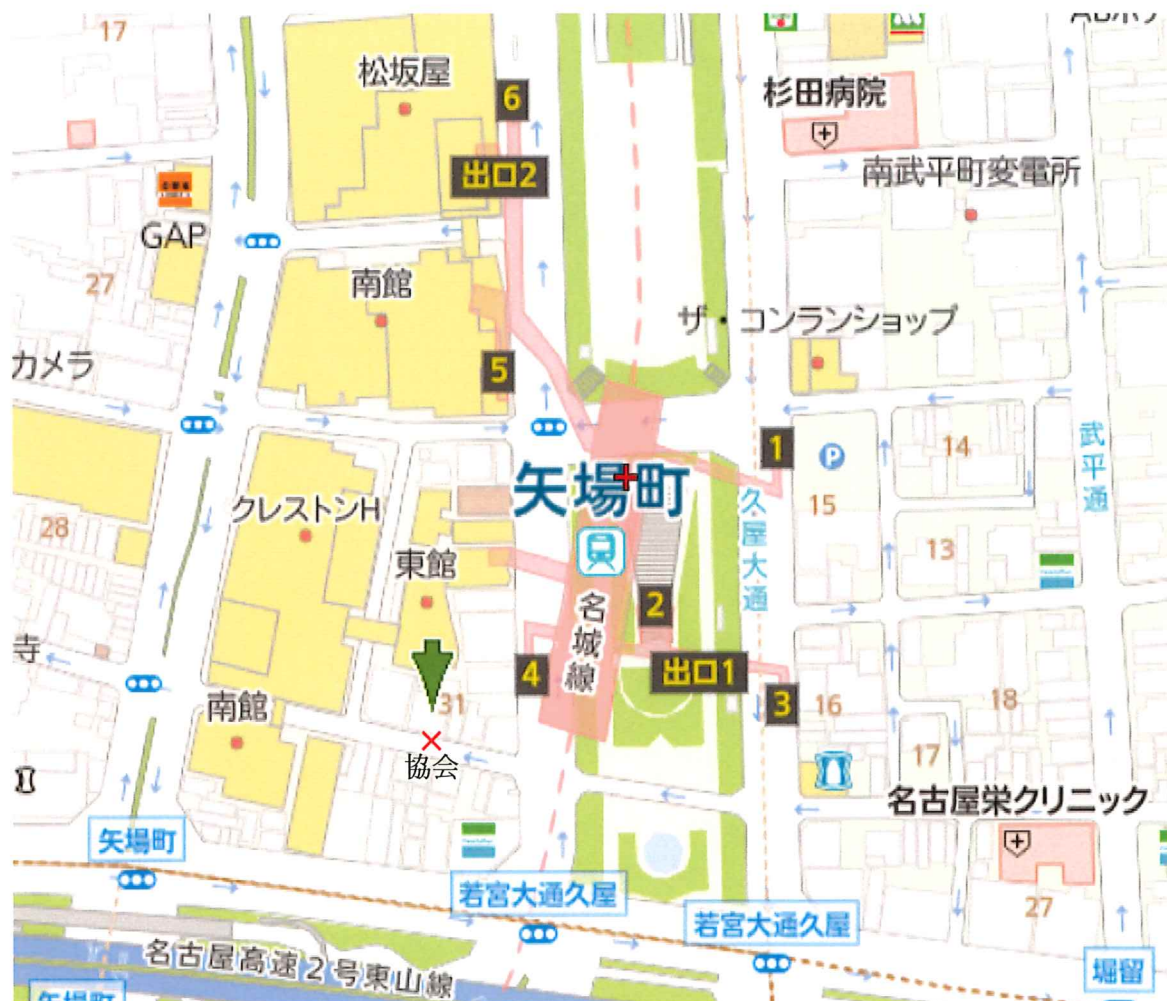 17
松坂屋
6
杉田病院
出口2
南武平町変電所
GAP
27
南館
ザ・コンランショップ
カメラ
5
1
P
14
武平通
矢場町
久屋大通
15
クレストンH
28
13
東館
2
名城線
寺
4
出口1
3
16
18
31
南館
17
協会
名古屋栄クリニック
矢場町
若宮大通久屋
若宮大通久屋
27
名古屋高速2号東山線
堀留
矢場町